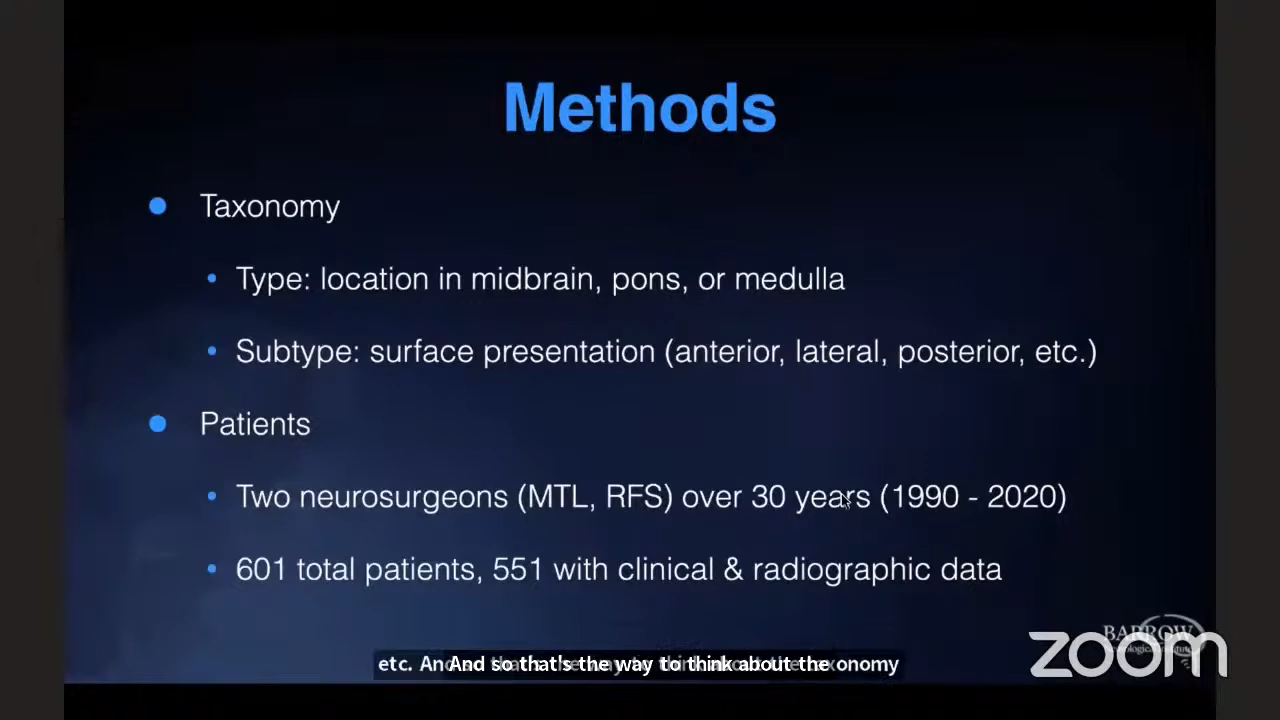 Methods
Taxonomy
Type: location in midbrain, pons, or medulla
Subtype: surface presentation (anterior, lateral, posterior, etc.)
Patients
Two neurosurgeons (MTL, RFS) over 30 years (1990 - 2020)
601 total patients, 551 with clinical & radiographic data
BARROW
zoom
etc. And so that's the way to think about the